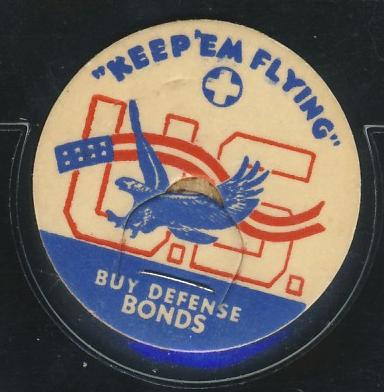 "KEEP 'EM FLYING"
U.S.
BUY DEFENSE
BONDS